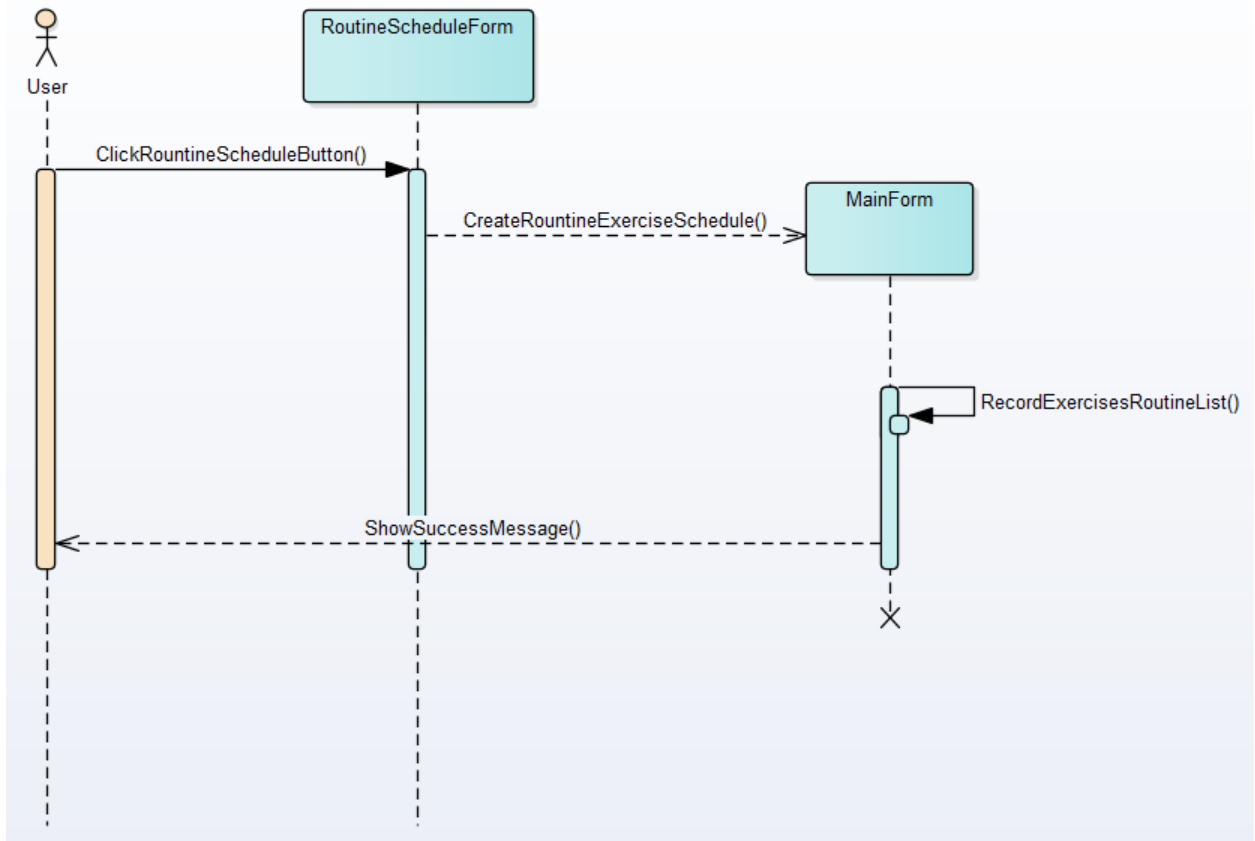 RoutineScheduleForm
User
ClickRountineScheduleButton()
MainForm
CreateRountineExerciseSchedule()
RecordExercisesRoutineList()
ShowSuccessMessage()